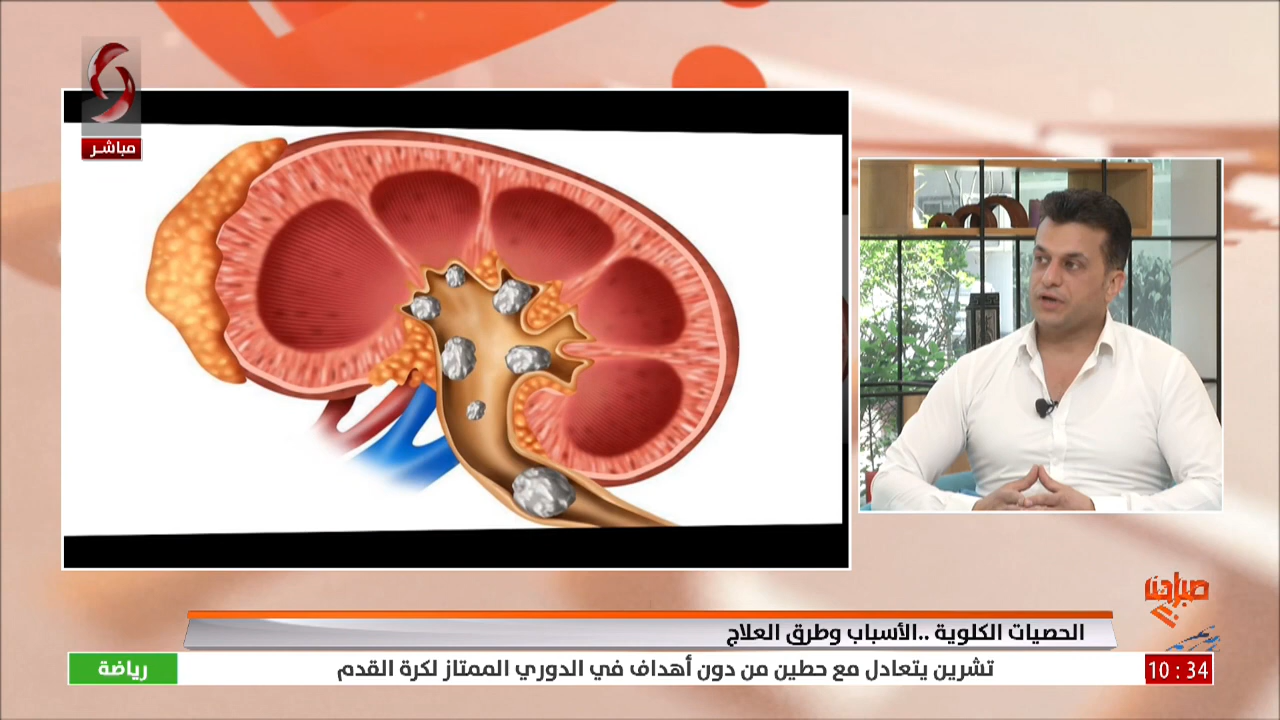 مباشر
صباحنا
الحصيات الكلوية ..الأسباب وطرق العلاج
رياضة
تشرين يتعادل مع حطين من دون أهداف في الدوري الممتاز لكرة القدم
10 : 34